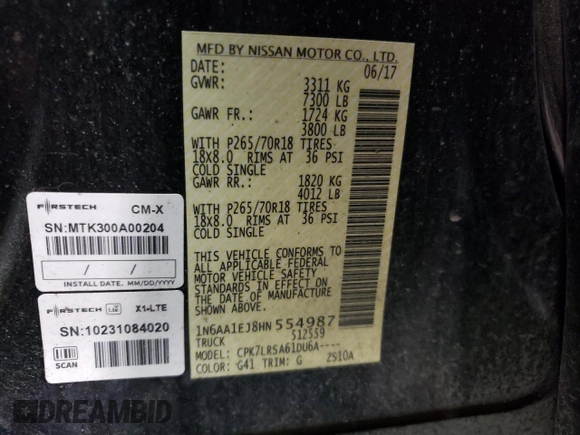 MFD BY NISSAN MOTOR CO., LTD.
DATE: 06/17
GVWR: 3311 KG
7300 LB
GAWR FR.: 1724 KG
3800 LB
WITH P265/70R18 TIRES
18X8.0 RIMS AT 36 PSI
COLD SINGLE
GAWR RR.: 1820 KG
4012 LB
WITH P265/70R18 TIRES
18X8.0 RIMS AT 36 PSI
COLD SINGLE
THIS VEHICLE CONFORMS TO
ALL APPLICABLE FEDERAL
MOTOR VEHICLE SAFETY
STANDARDS IN EFFECT ON
THE DATE OF MANUFACTURE
SHOWN ABOVE.
1N6AA1EJ8HN 554987
TRUCK 512559
MODEL: CPK7LRSA61DU6A----
COLOR: G41 TRIM: G 2S10A
FIRSTECH CM-X
SN:MTK300A00204
/ /
INSTALL DATE. MM/DD/YYYY
FIRSTECH LTE X1-LTE
SN:10231084020
SCAN
DREAMBID